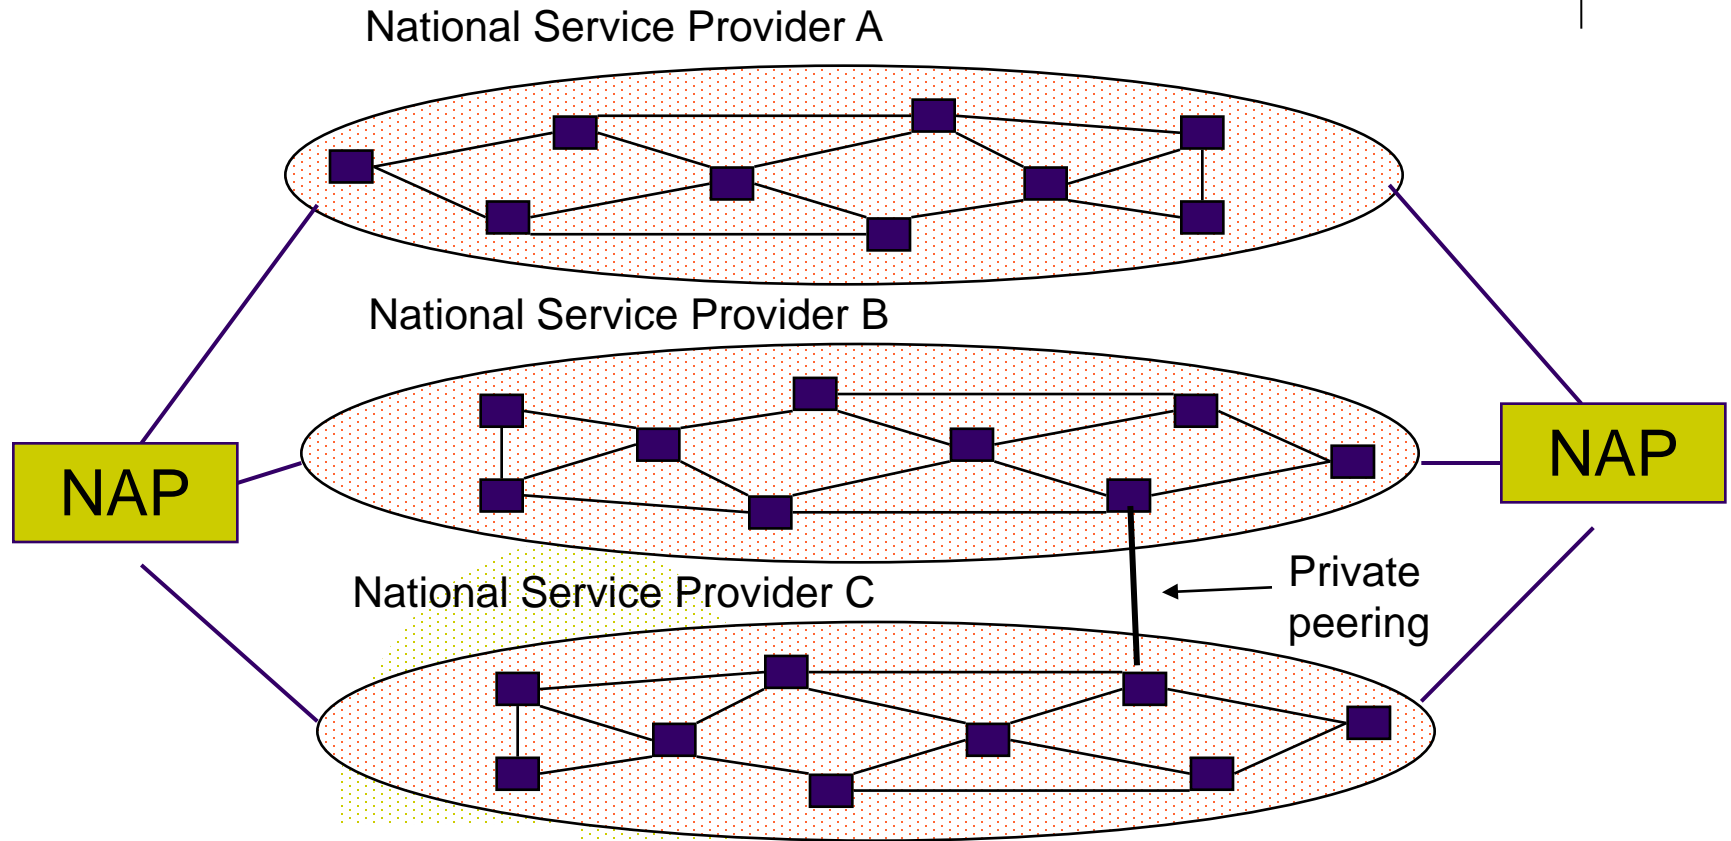 National Service Provider A
National Service Provider B
NAP
NAP
National Service Provider C
Private
peering